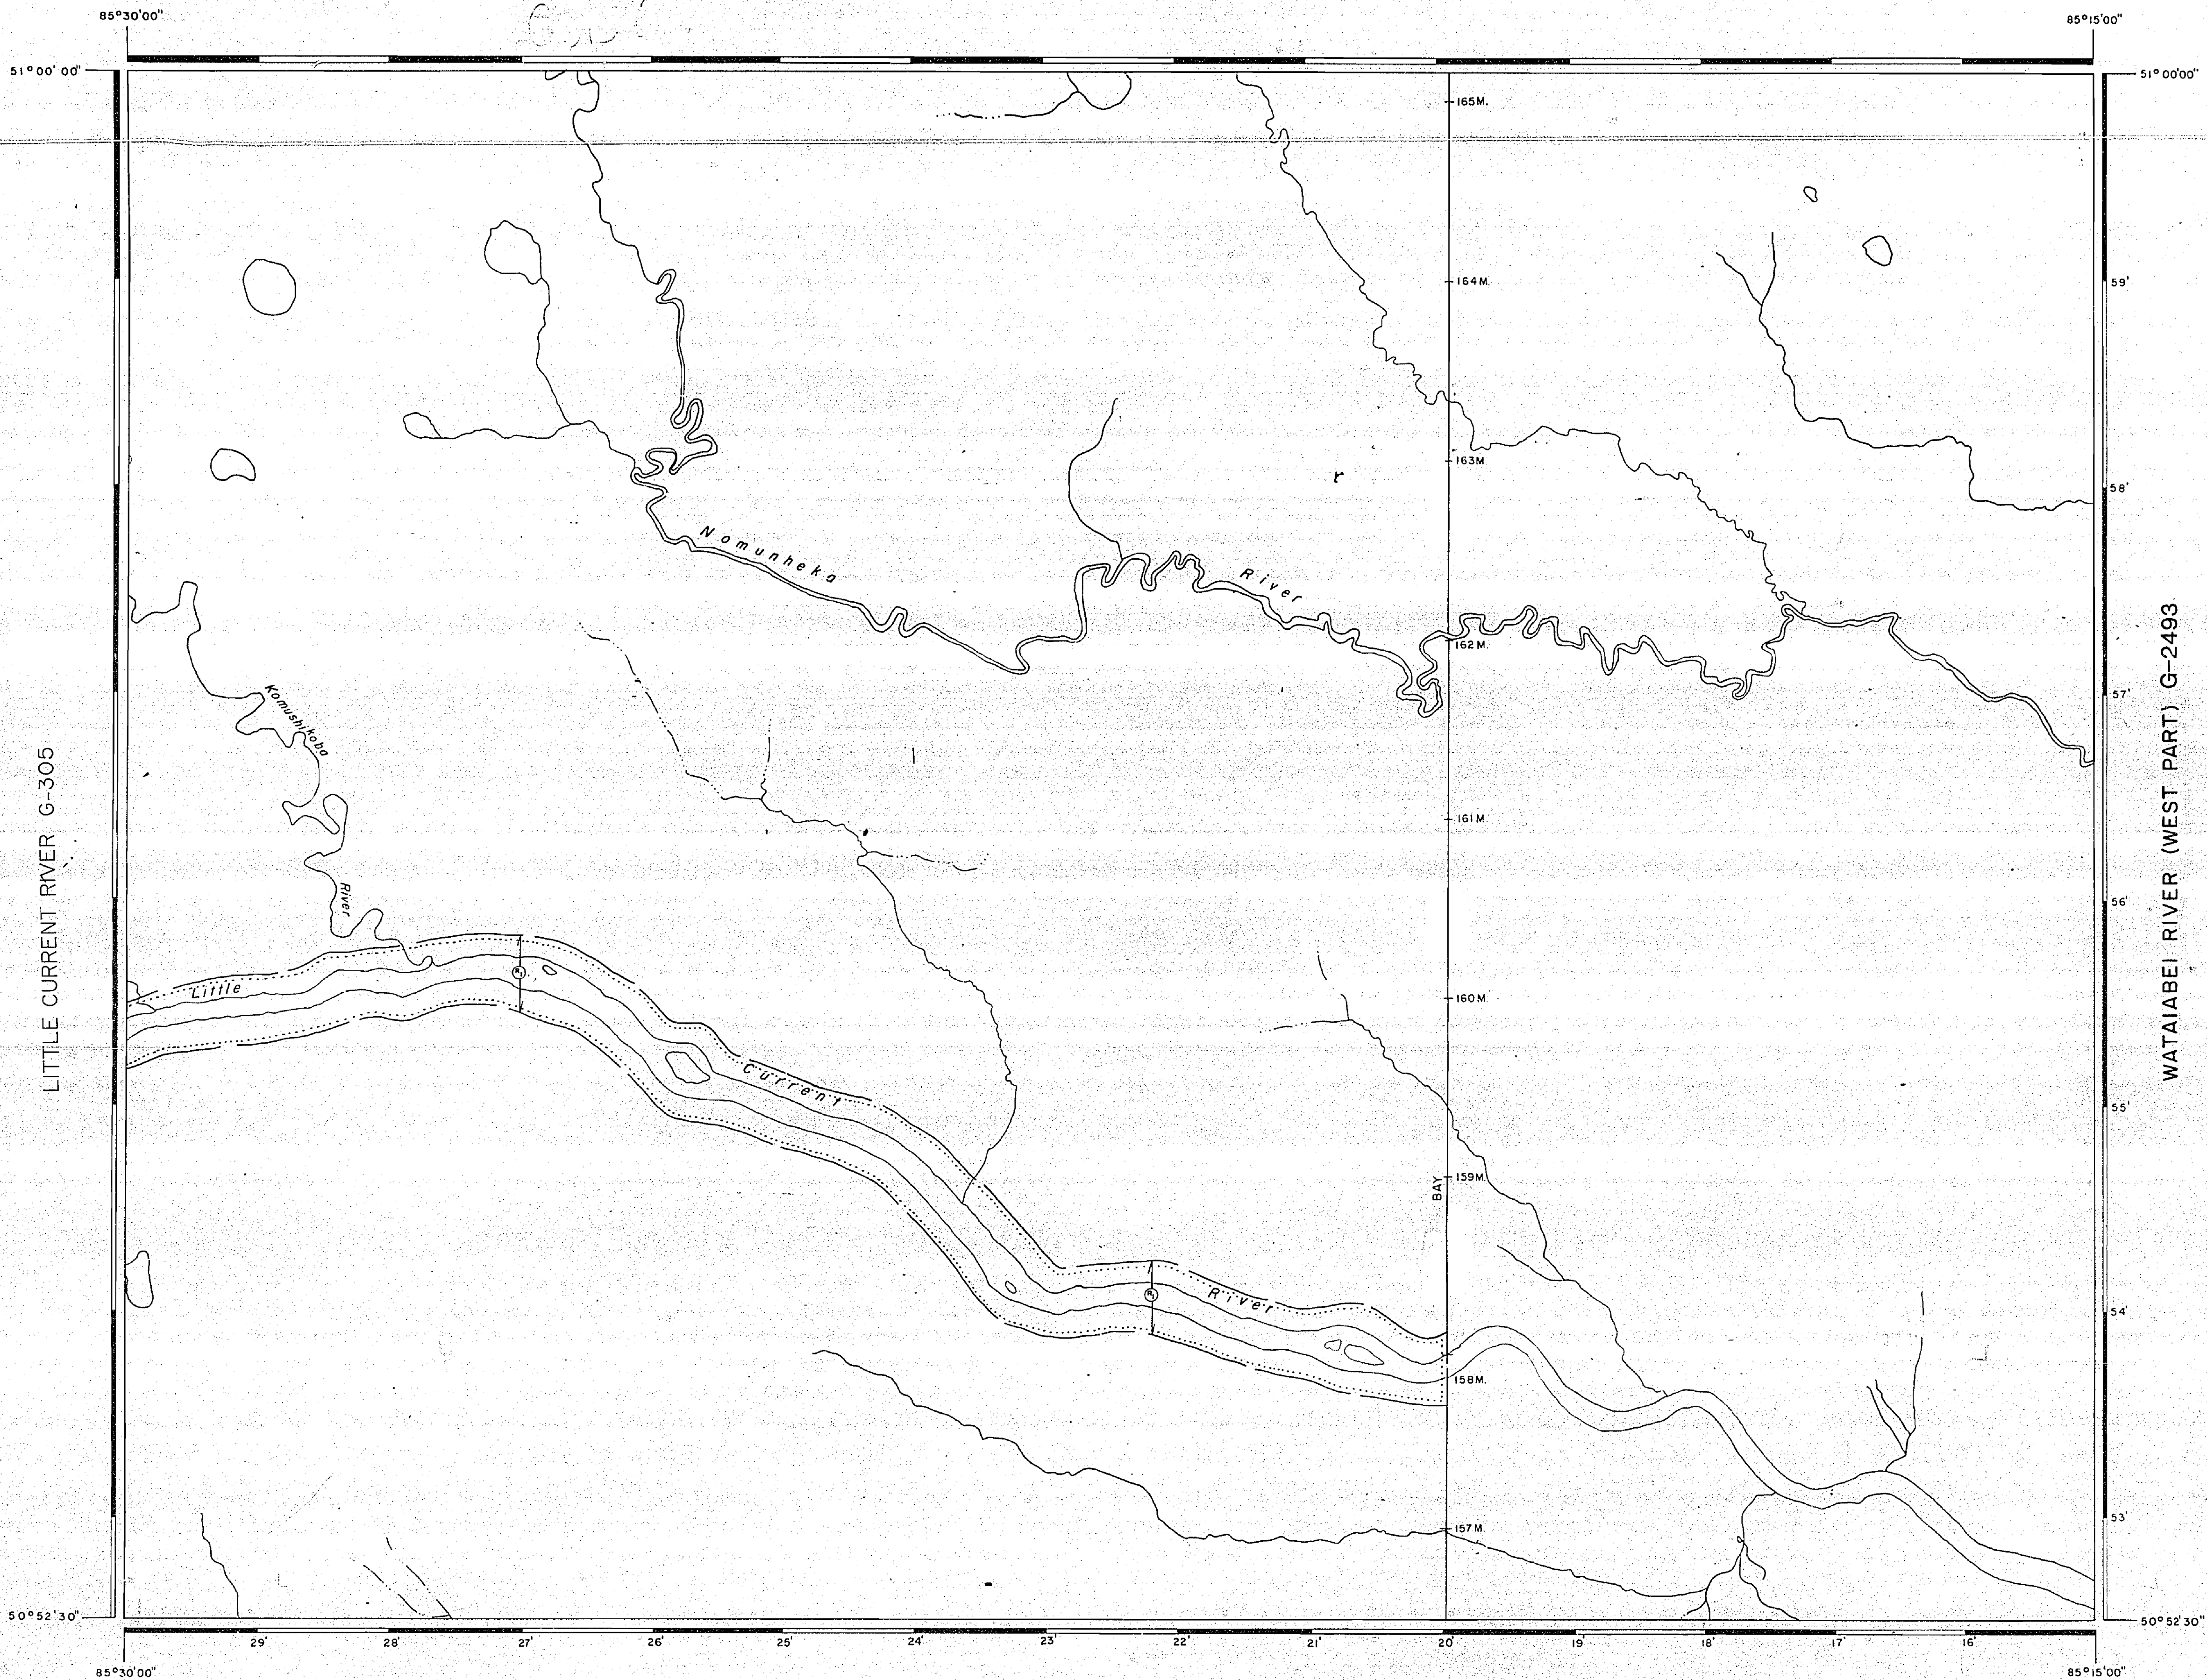 85°30'00"
85°15'00"
51°00'00"
51°00'00"
165M.
164M.
59'
163M.
r
58'
Nomunheka River
162M.
57'
Komushikoba River
LITTLE CURRENT RIVER G-305
WATAIABEI RIVER (WEST PART) G-2493
161M.
56'
160M.
Little Current River
R1
55'
BAY
159M.
R1
54'
158M.
157M.
53'
50°52'30"
50°52'30"
29' 28' 27' 26' 25' 24' 23' 22' 21' 20' 19' 18' 17' 16'
85°30'00"
85°15'00"